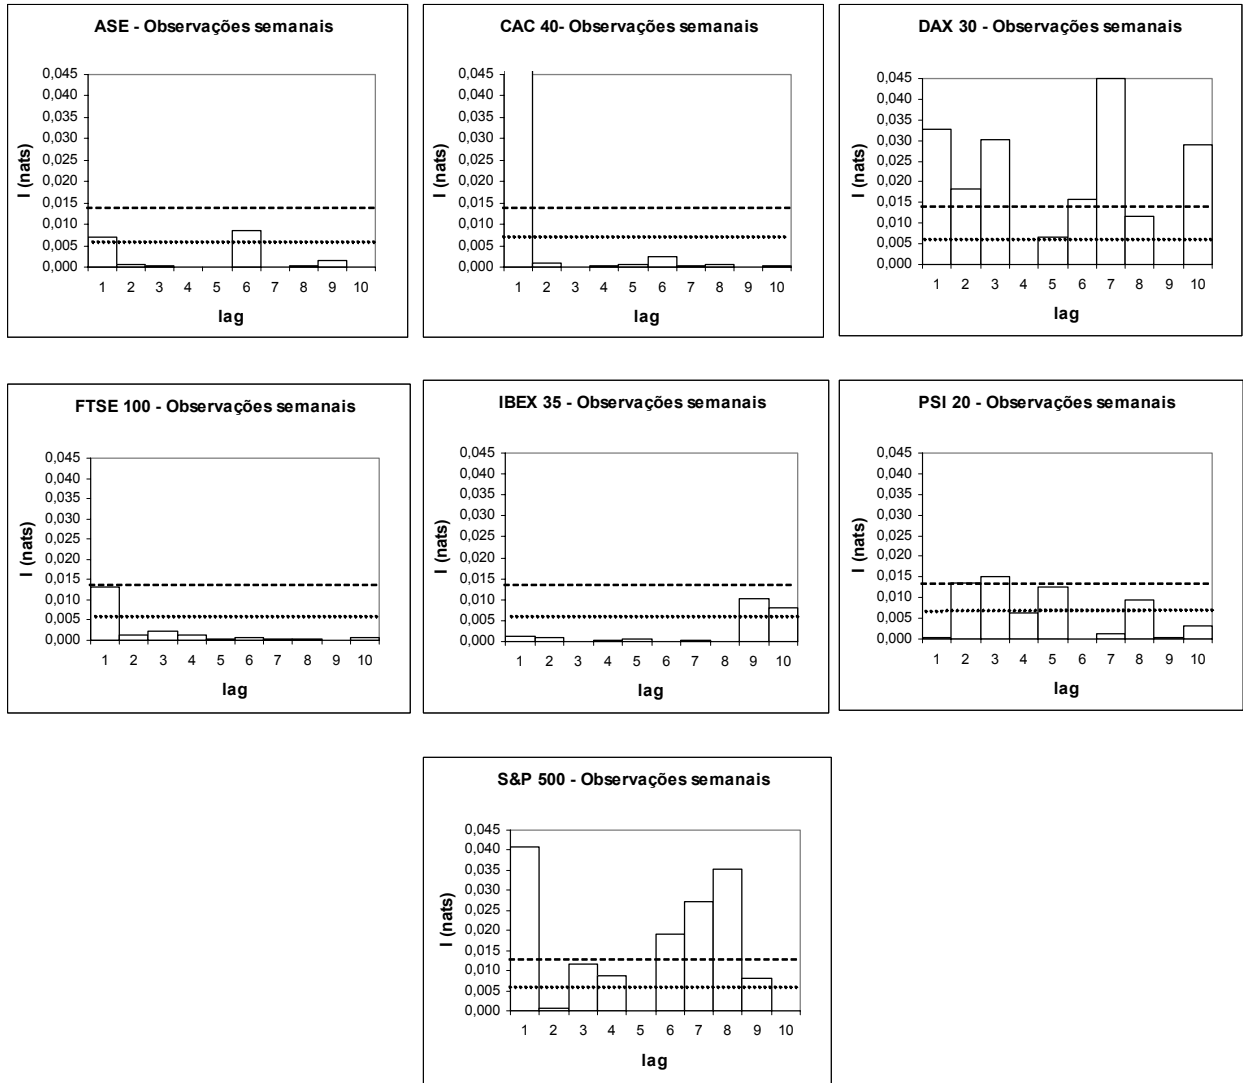 ASE - Observações semanais
0,045
0,040
0,035
0,030
0,025
0,020
0,015
0,010
0,005
0,000
I (nats)
1 2 3 4 5 6 7 8 9 10
lag
CAC 40- Observações semanais
0,045
0,040
0,035
0,030
0,025
0,020
0,015
0,010
0,005
0,000
I (nats)
1 2 3 4 5 6 7 8 9 10
lag
DAX 30 - Observações semanais
0,045
0,040
0,035
0,030
0,025
0,020
0,015
0,010
0,005
0,000
I (nats)
1 2 3 4 5 6 7 8 9 10
lag
FTSE 100 - Observações semanais
0,045
0,040
0,035
0,030
0,025
0,020
0,015
0,010
0,005
0,000
I (nats)
1 2 3 4 5 6 7 8 9 10
lag
IBEX 35 - Observações semanais
0,045
0,040
0,035
0,030
0,025
0,020
0,015
0,010
0,005
0,000
I (nats)
1 2 3 4 5 6 7 8 9 10
lag
PSI 20 - Observações semanais
0,045
0,040
0,035
0,030
0,025
0,020
0,015
0,010
0,005
0,000
I (nats)
1 2 3 4 5 6 7 8 9 10
lag
S&P 500 - Observações semanais
0,045
0,040
0,035
0,030
0,025
0,020
0,015
0,010
0,005
0,000
I (nats)
1 2 3 4 5 6 7 8 9 10
lag